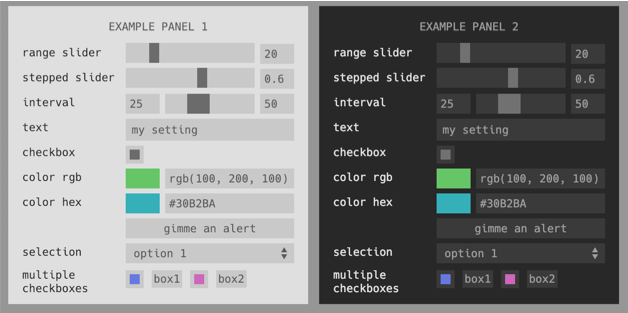 EXAMPLE PANEL 1
range slider 20
stepped slider 0.6
interval 25 50
text my setting
checkbox
color rgb rgb(100, 200, 100)
color hex #30B2BA
gimme an alert
selection option 1
multiple checkboxes box1 box2
EXAMPLE PANEL 2
range slider 20
stepped slider 0.6
interval 25 50
text my setting
checkbox
color rgb rgb(100, 200, 100)
color hex #30B2BA
gimme an alert
selection option 1
multiple checkboxes box1 box2